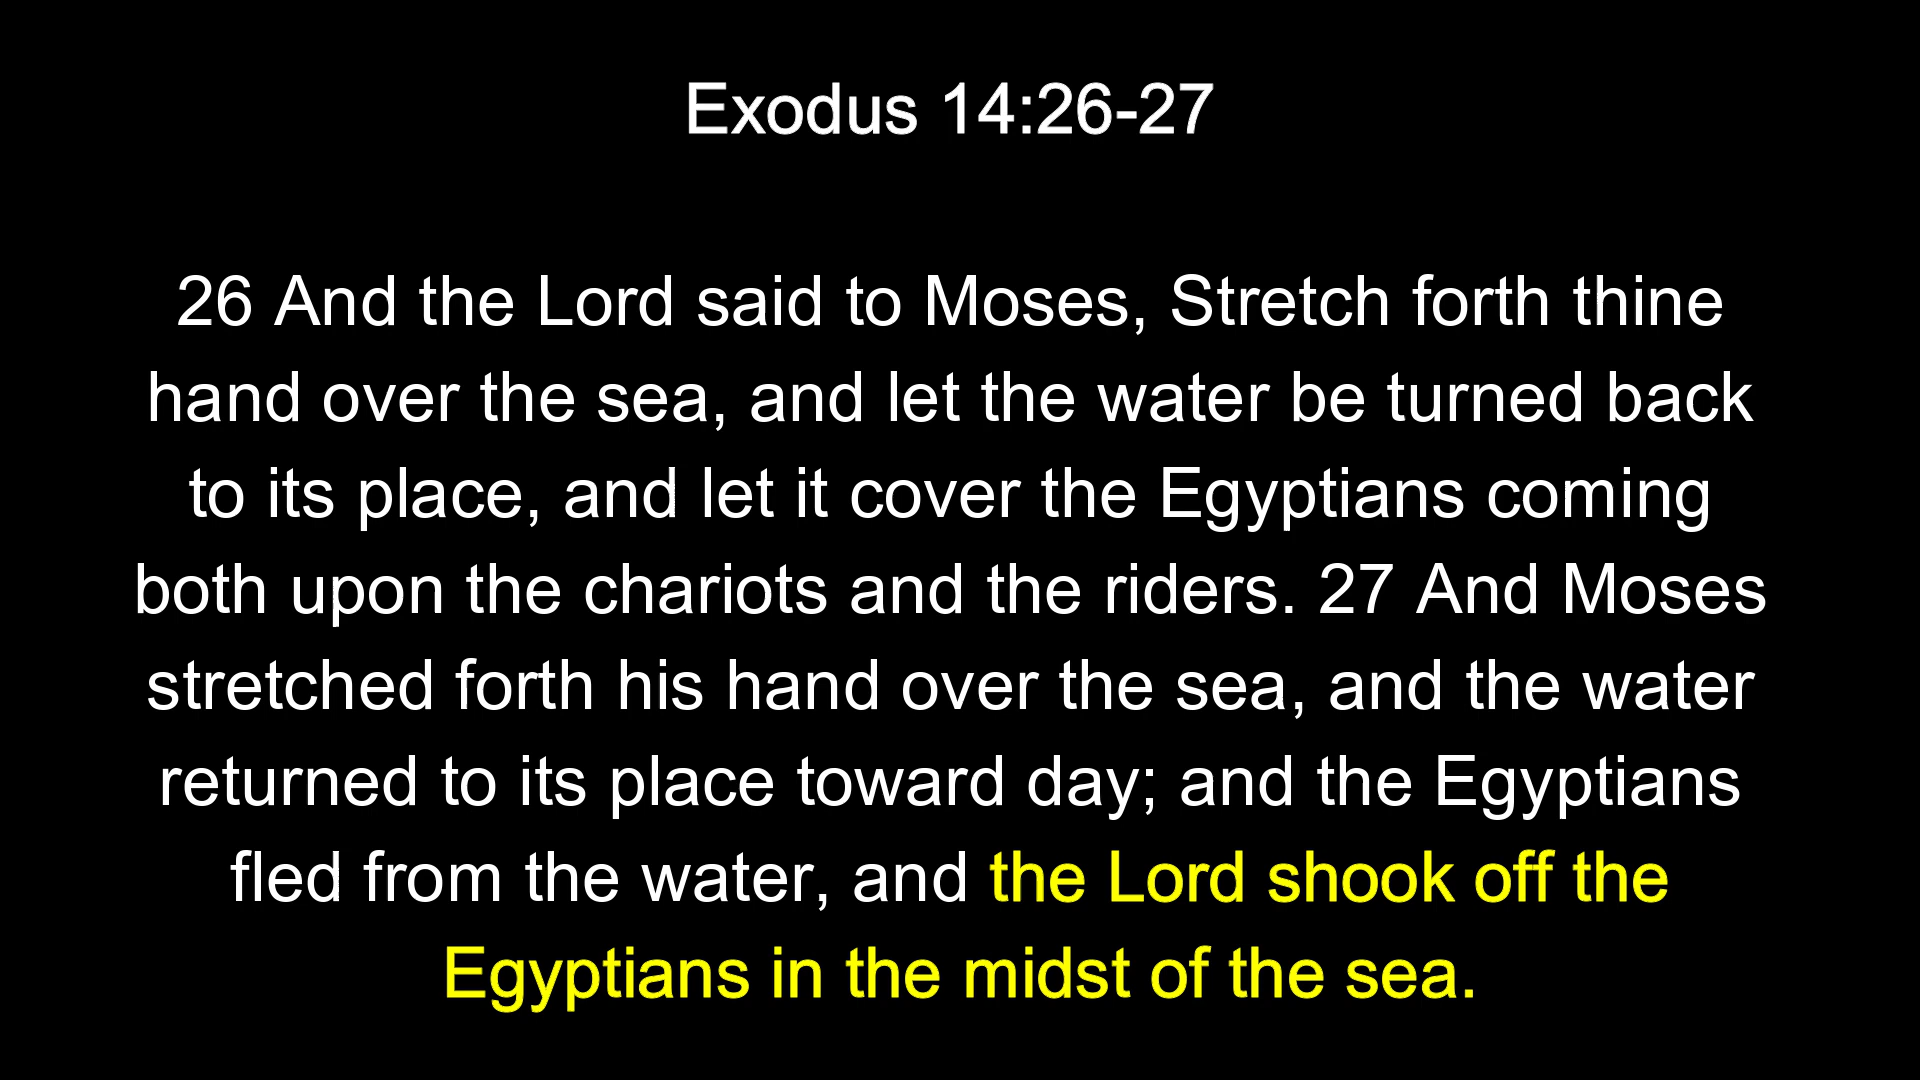 Exodus 14:26-27
26 And the Lord said to Moses, Stretch forth thine
hand over the sea, and let the water be turned back
to its place, and let it cover the Egyptians coming
both upon the chariots and the riders. 27 And Moses
stretched forth his hand over the sea, and the water
returned to its place toward day; and the Egyptians
fled from the water, and the Lord shook off the
Egyptians in the midst of the sea.